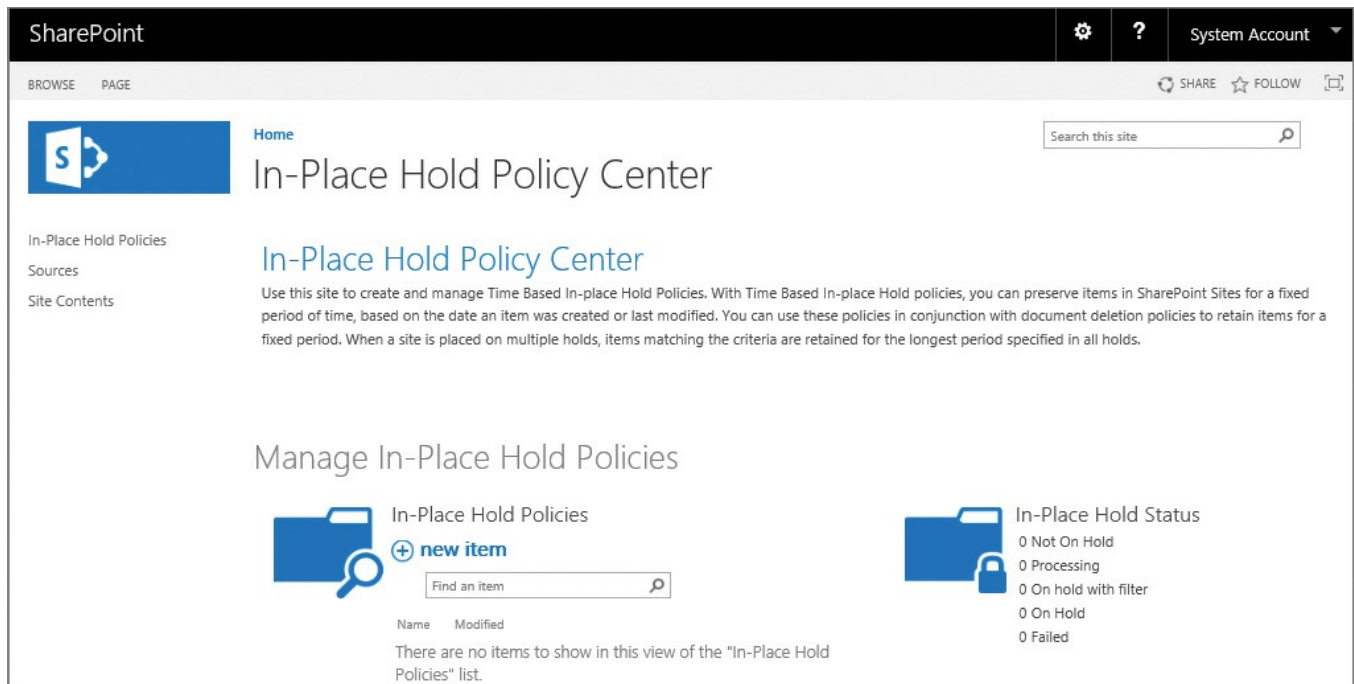 SharePoint
? System Account
BROWSE PAGE
SHARE FOLLOW
S
Home
Search this site
In-Place Hold Policy Center
In-Place Hold Policies
Sources
Site Contents
In-Place Hold Policy Center
Use this site to create and manage Time Based In-place Hold Policies. With Time Based In-place Hold policies, you can preserve items in SharePoint Sites for a fixed
period of time, based on the date an item was created or last modified. You can use these policies in conjunction with document deletion policies to retain items for a
fixed period. When a site is placed on multiple holds, items matching the criteria are retained for the longest period specified in all holds.
Manage In-Place Hold Policies
In-Place Hold Policies
new item
Find an item
Name Modified
There are no items to show in this view of the "In-Place Hold
Policies" list.
In-Place Hold Status
0 Not On Hold
0 Processing
0 On hold with filter
0 On Hold
0 Failed